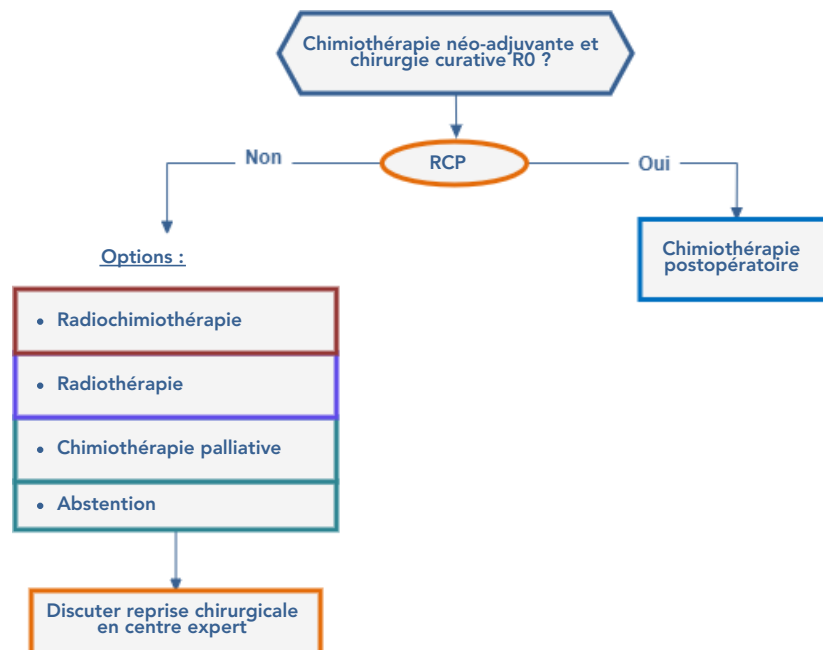 Chimiothérapie néo-adjuvante et
chirurgie curative R0 ?
Non
RCP
Oui
Options :
Chimiothérapie
postopératoire
• Radiochimiothérapie
• Radiothérapie
• Chimiothérapie palliative
• Abstention
Discuter reprise chirurgicale
en centre expert